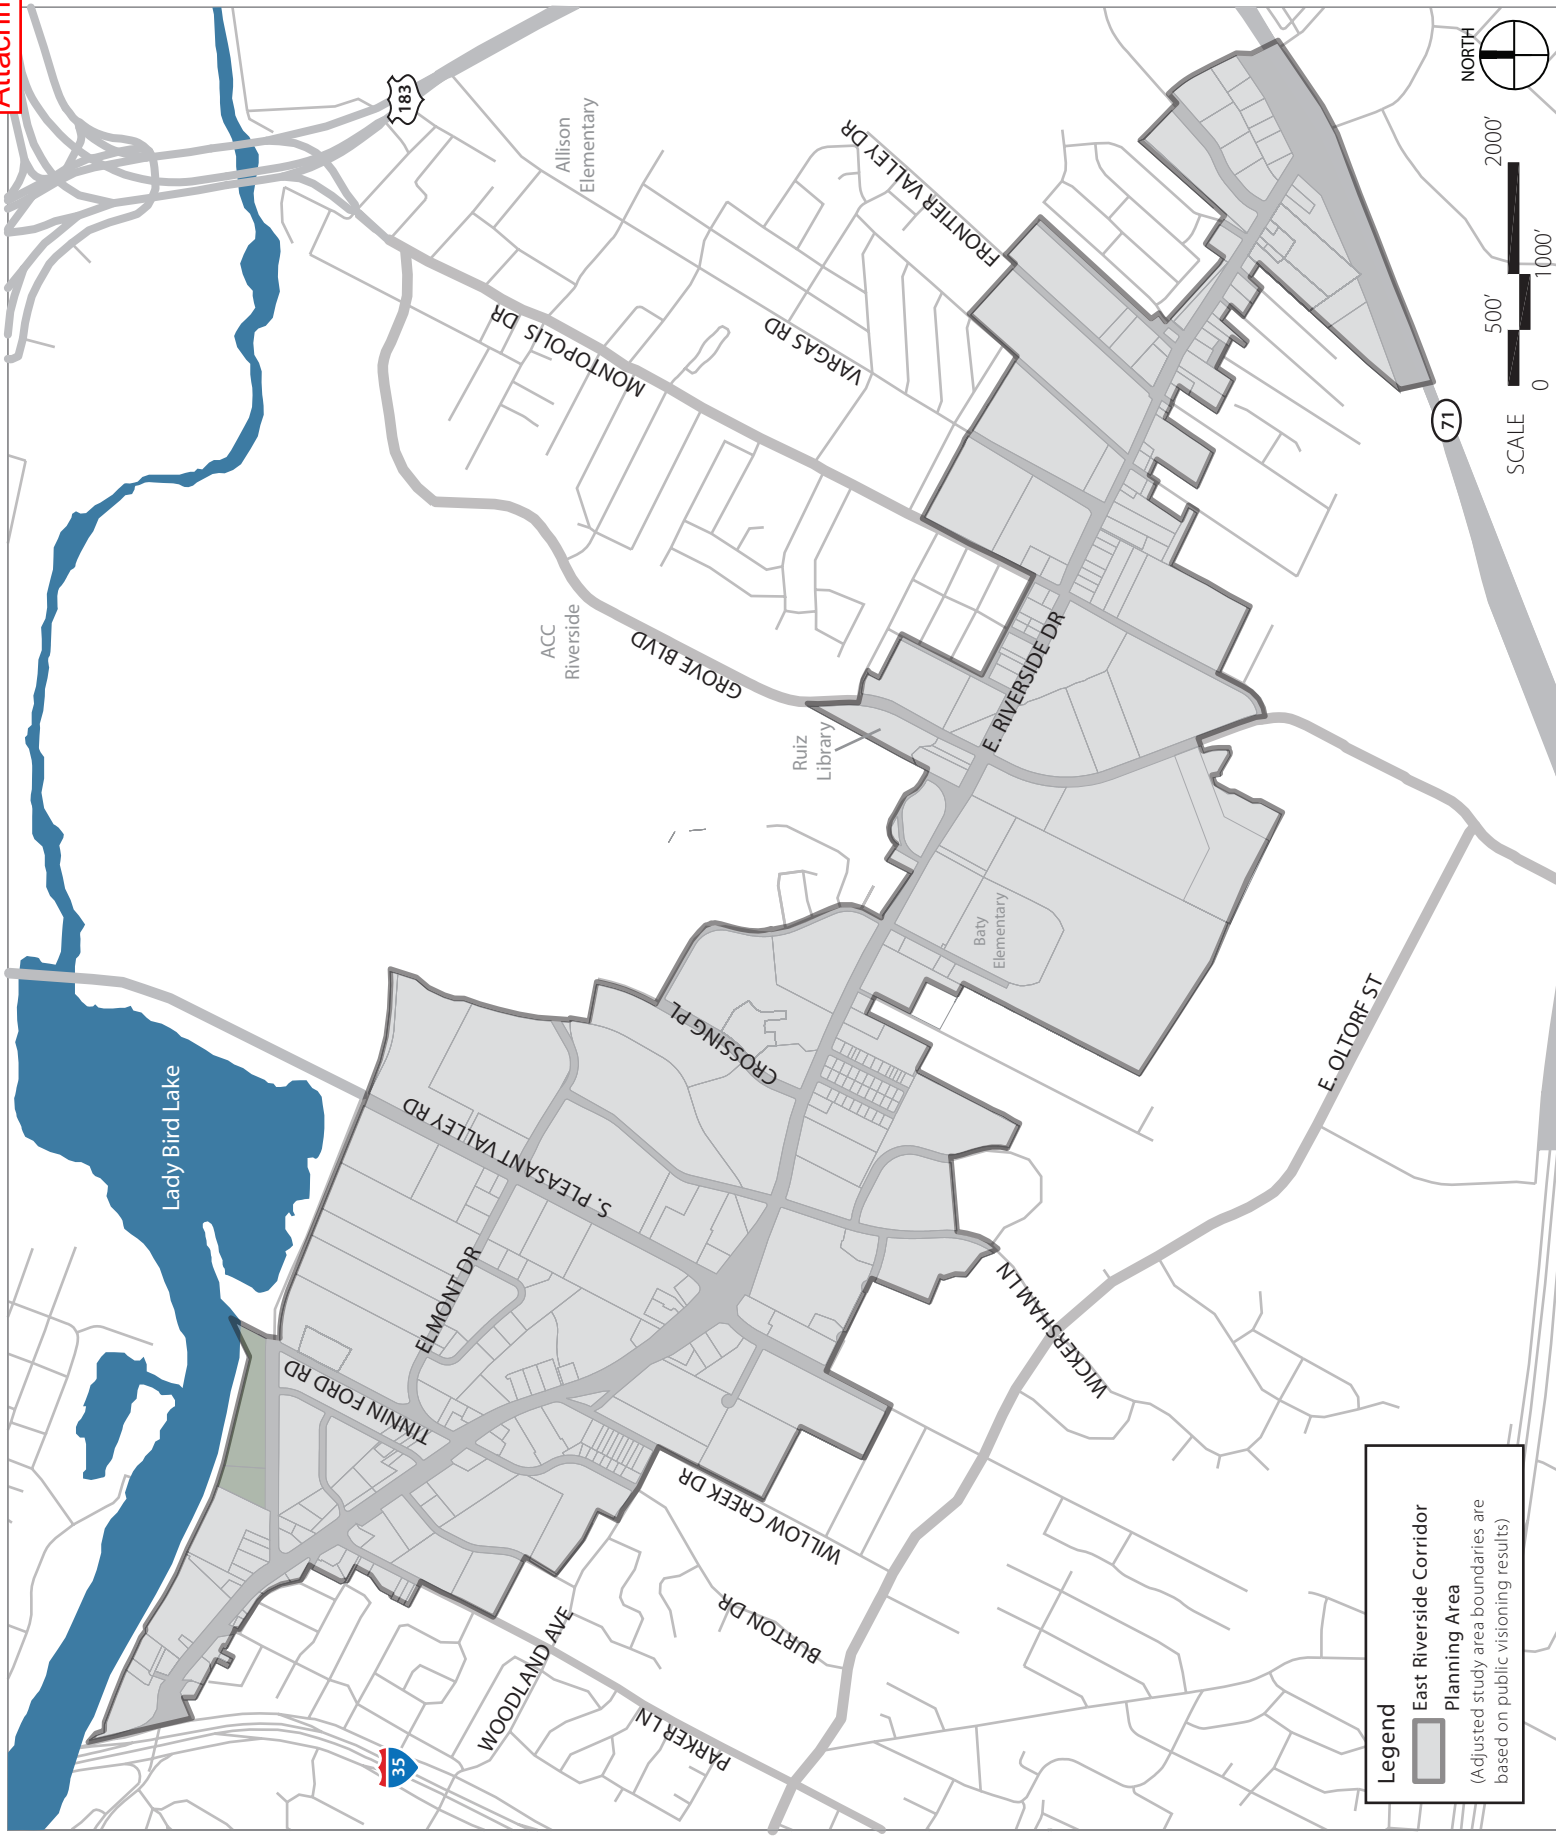 Lady Bird Lake
183
Allison
Elementary
MONTOPOLIS DR
VARGAS RD
FRONTIER VALLEY DR
ACC
Riverside
GROVE BLVD
Ruiz
Library
E. RIVERSIDE DR
Baty
Elementary
CROSSING PL
S. PLEASANT VALLEY RD
ELMONT DR
TINNIN FORD RD
WICKERSHAM LN
WILLOW CREEK DR
BURTON DR
WOODLAND AVE
PARKER LN
35
E. OLTORF ST
71
NORTH
SCALE
0
500'
1000'
2000'
Legend
East Riverside Corridor
Planning Area
(Adjusted study area boundaries are
based on public visioning results)